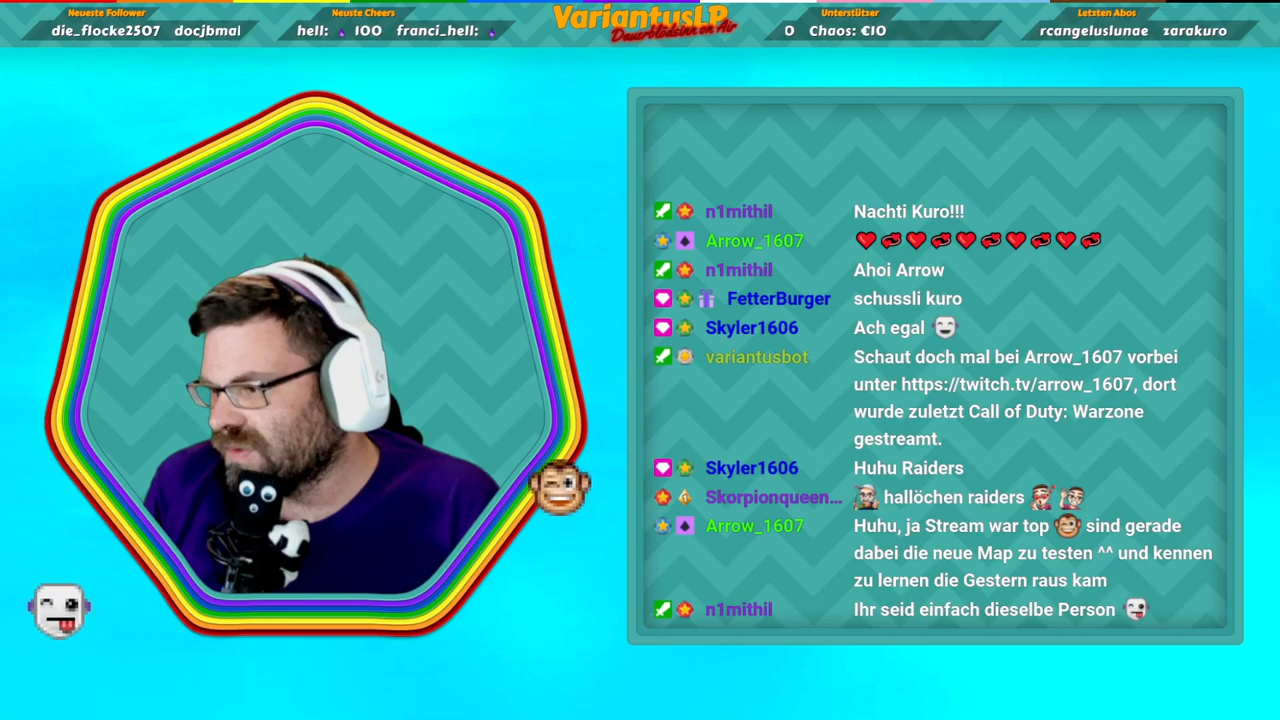 Neueste Follower
die_flocke2507 docjbmal
Neuste Cheers
hell: 100 franci_hell:
VariantusLP
Dauerblödsinn on Air
Unterstützer
0 Chaos: €10
Letzten Abos
rcangeluslunae zarakuro
n1mithil Nachti Kuro!!!
Arrow_1607
n1mithil Ahoi Arrow
FetterBurger schussli kuro
Skyler1606 Ach egal
variantusbot Schaut doch mal bei Arrow_1607 vorbei
unter https://twitch.tv/arrow_1607, dort
wurde zuletzt Call of Duty: Warzone
gestreamt.
Skyler1606 Huhu Raiders
Skorpionqueen... hallöchen raiders
Arrow_1607 Huhu, ja Stream war top sind gerade
dabei die neue Map zu testen ^^ und kennen
zu lernen die Gestern raus kam
n1mithil Ihr seid einfach dieselbe Person